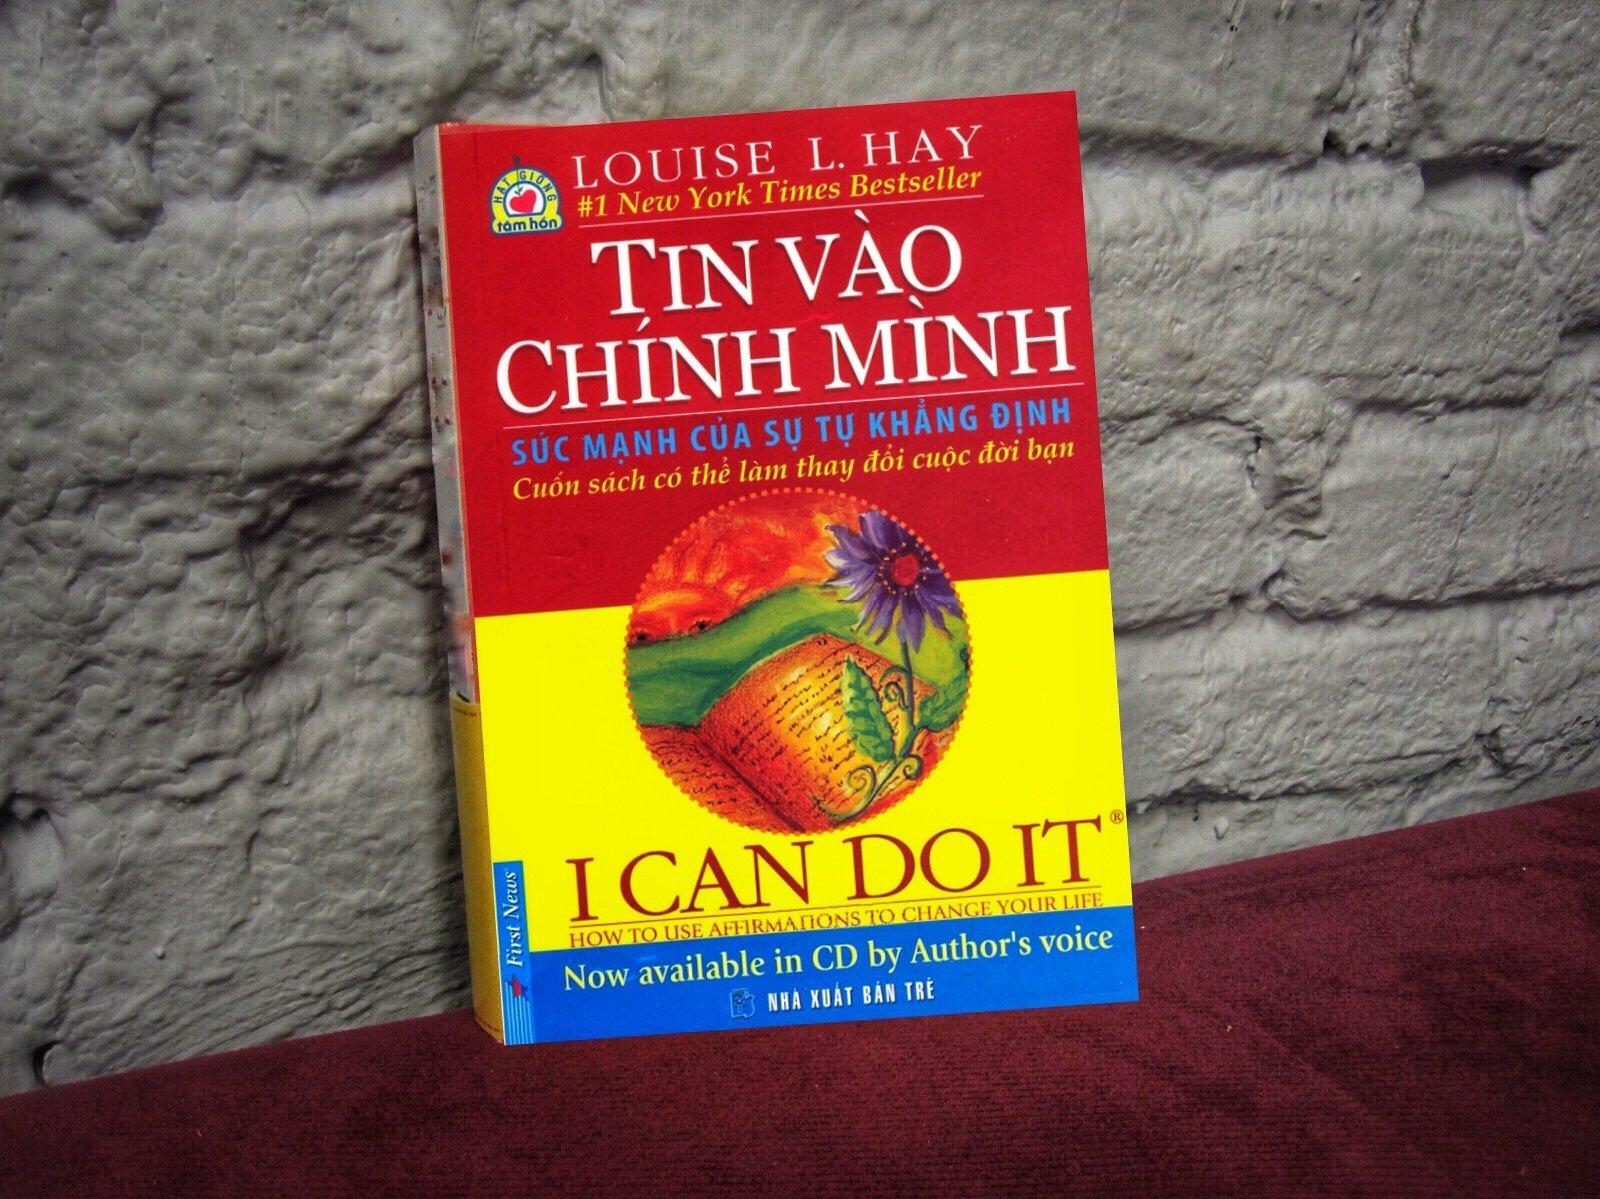 HẠT GIỐNG
tâm hồn
LOUISE L. HAY
#1 New York Times Bestseller
TIN VÀO
CHÍNH MÌNH
SỨC MẠNH CỦA SỰ TỰ KHẲNG ĐỊNH
Cuốn sách có thể làm thay đổi cuộc đời bạn
I CAN DO IT®
HOW TO USE AFFIRMATIONS TO CHANGE YOUR LIFE
First News
Now available in CD by Author's voice
NHÀ XUẤT BẢN TRẺ